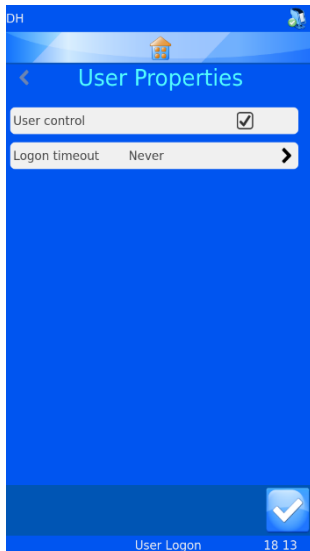 DH
User Properties
User control
Logon timeout Never
User Logon 18 13